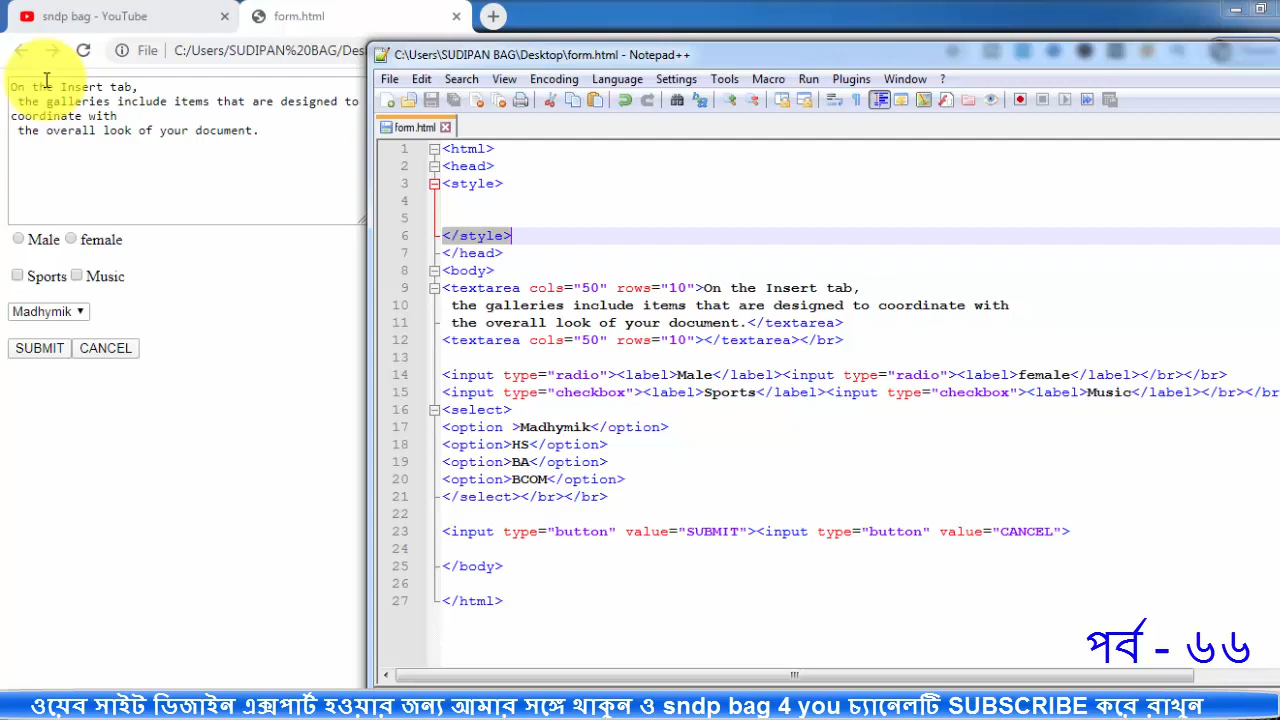 sndp bag - YouTube
form.html
File C:/Users/SUDIPAN%20BAG/Des
On the Insert tab,
the galleries include items that are designed to
coordinate with
the overall look of your document.
Male female
Sports Music
Madhymik
SUBMIT CANCEL
C:\Users\SUDIPAN BAG\Desktop\form.html - Notepad++
File Edit Search View Encoding Language Settings Tools Macro Run Plugins Window ?
form.html
1 <html>
2 <head>
3 <style>
4
5
6 </style>
7 </head>
8 <body>
9 <textarea cols="50" rows="10">On the Insert tab,
10 the galleries include items that are designed to coordinate with
11 the overall look of your document.</textarea>
12 <textarea cols="50" rows="10"></textarea></br>
13
14 <input type="radio"><label>Male</label><input type="radio"><label>female</label></br></br>
15 <input type="checkbox"><label>Sports</label><input type="checkbox"><label>Music</label></br></br>
16 <select>
17 <option >Madhymik</option>
18 <option>HS</option>
19 <option>BA</option>
20 <option>BCOM</option>
21 </select></br></br>
22
23 <input type="button" value="SUBMIT"><input type="button" value="CANCEL">
24
25 </body>
26
27 </html>
পর্ব - ৬৬
ওয়েব সাইট ডিজাইন এক্সপার্ট হওয়ার জন্য আমার সঙ্গে থাকুন ও sndp bag 4 you চ্যানেলটি SUBSCRIBE করে রাখুন